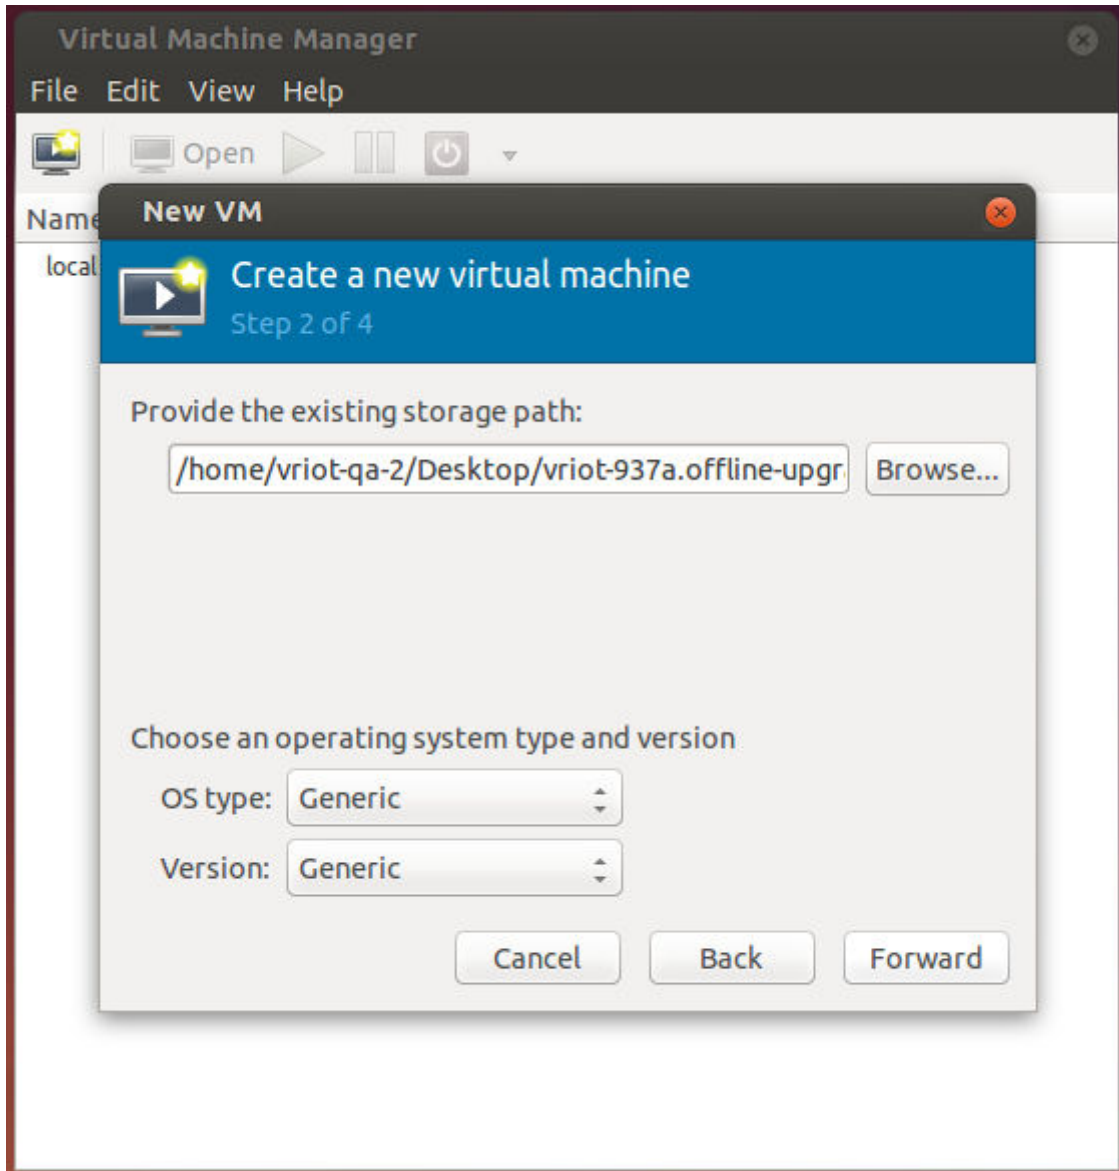 Virtual Machine Manager
File Edit View Help
Open
Name
local
New VM
Create a new virtual machine
Step 2 of 4
Provide the existing storage path:
/home/vriot-qa-2/Desktop/vriot-937a.offline-upgr
Browse...
Choose an operating system type and version
OS type: Generic
Version: Generic
Cancel Back Forward